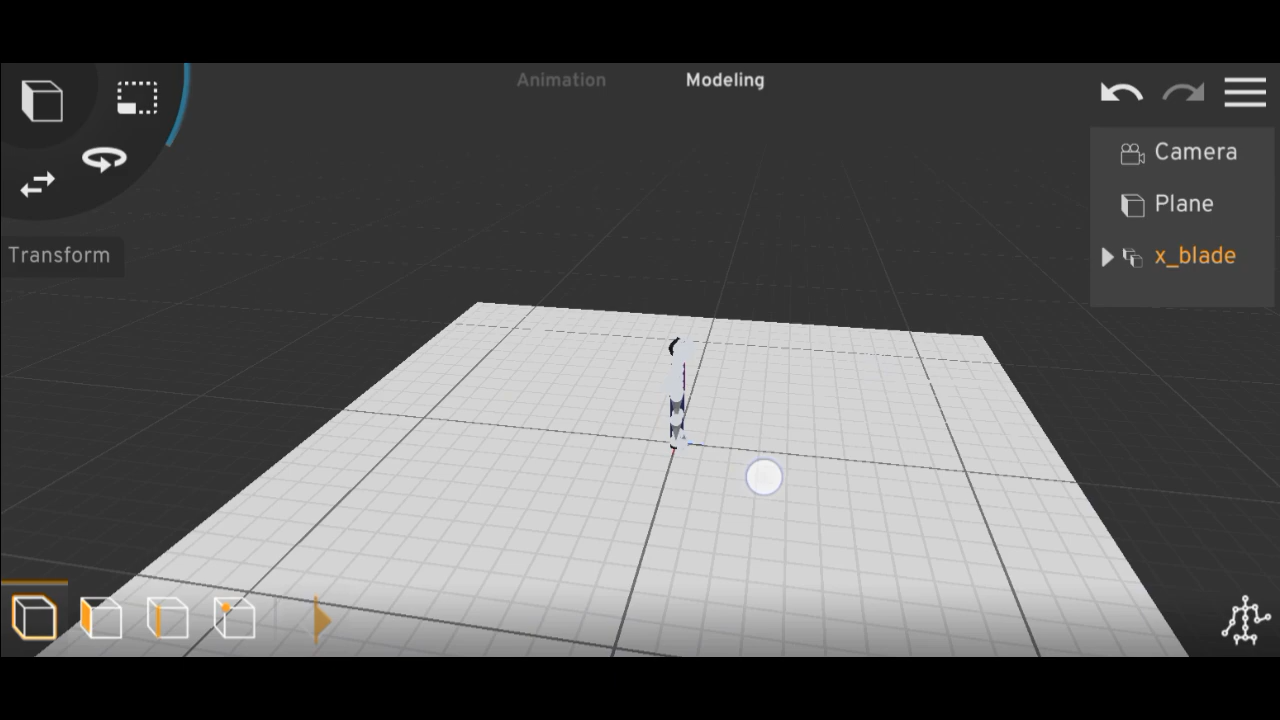 Animation Modeling
Camera
Plane
Transform
x_blade